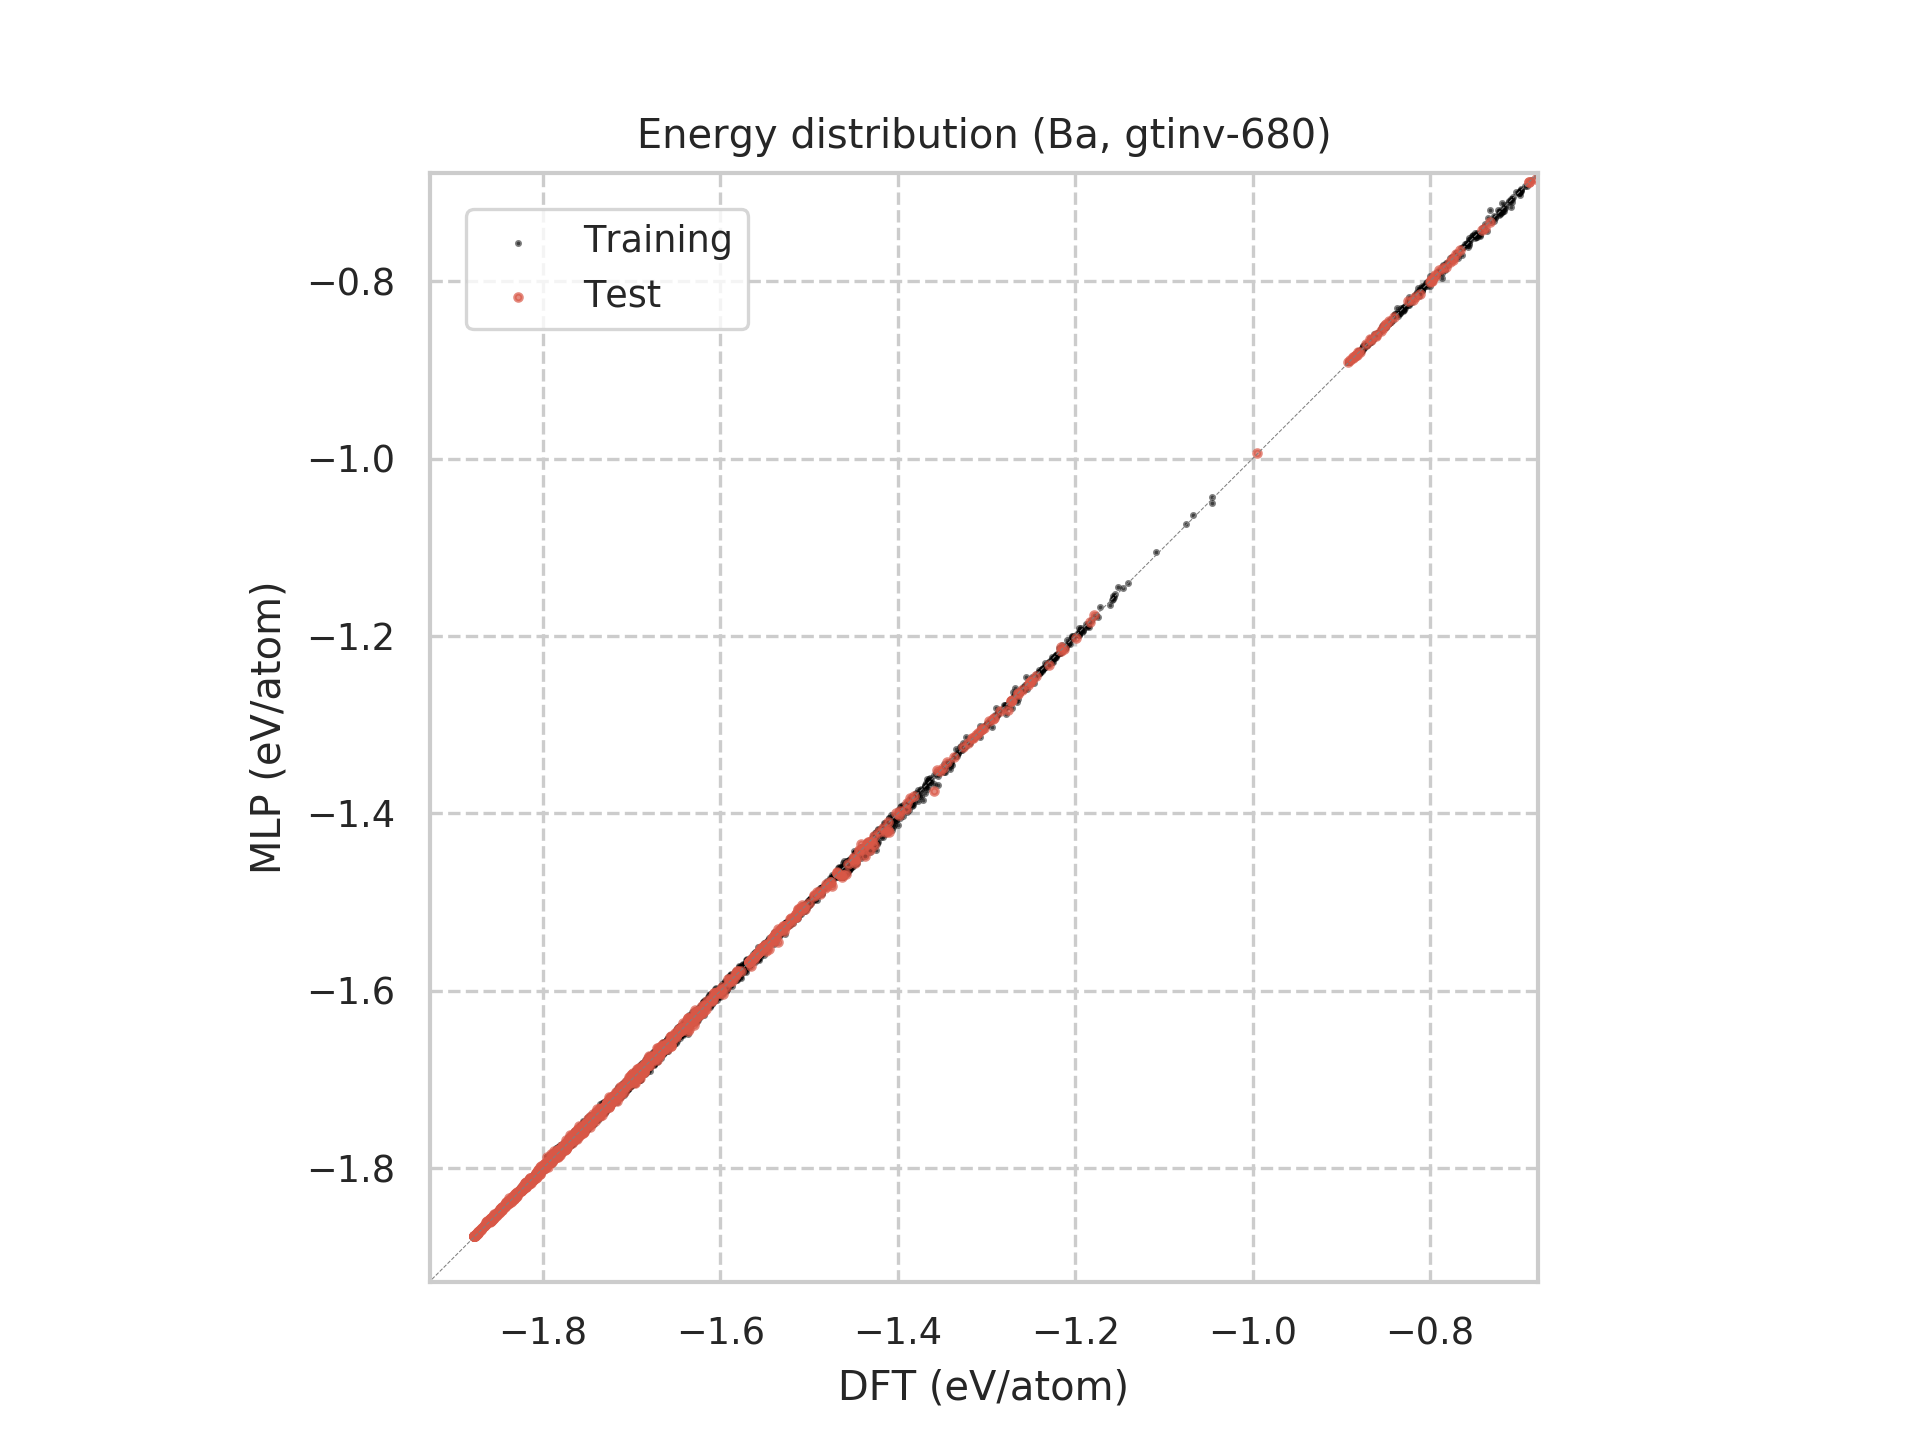 Energy distribution (Ba, gtinv-680)
Training
Test
MLP (eV/atom)
−0.8
−1.0
−1.2
−1.4
−1.6
−1.8
−1.8 −1.6 −1.4 −1.2 −1.0 −0.8
DFT (eV/atom)